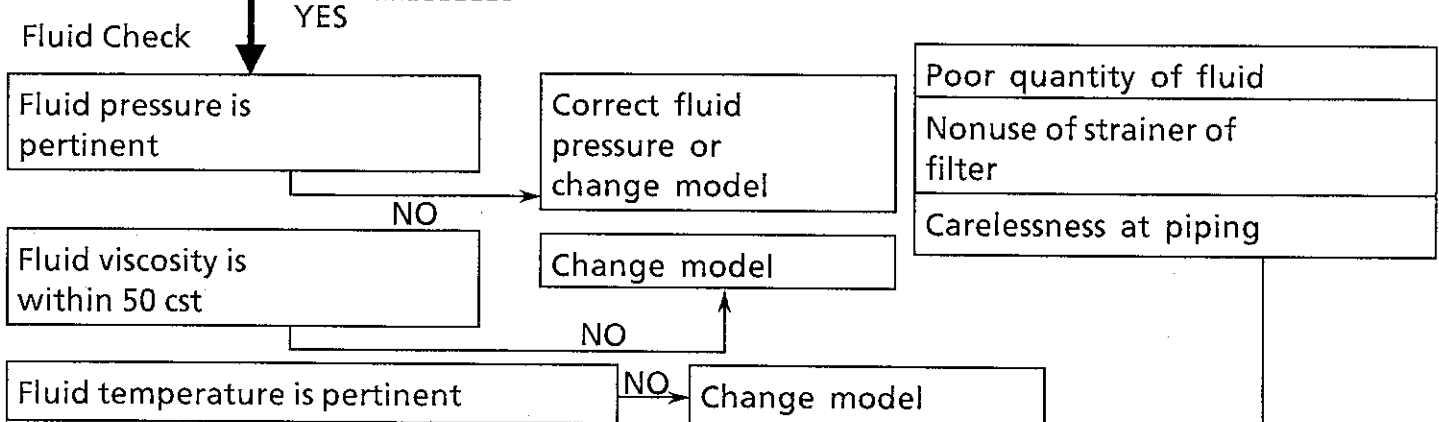 YES
Fluid Check
Fluid pressure is
pertinent
Correct fluid
pressure or
change model
Poor quantity of fluid
Nonuse of strainer of
filter
Carelessness at piping
NO
Fluid viscosity is
within 50 cst
Change model
NO
Fluid temperature is pertinent
NO
Change model